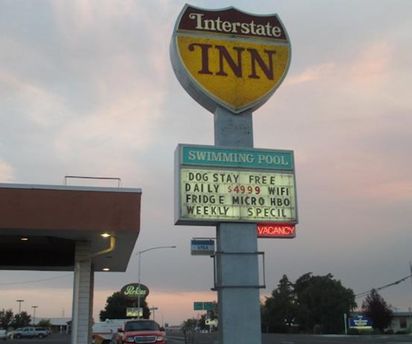 Interstate
INN
SWIMMING POOL
DOG STAY FREE
DAILY $4999 WIFI
FRIDGE MICRO HBO
WEEKLY SPECIL
VACANCY
Perkins